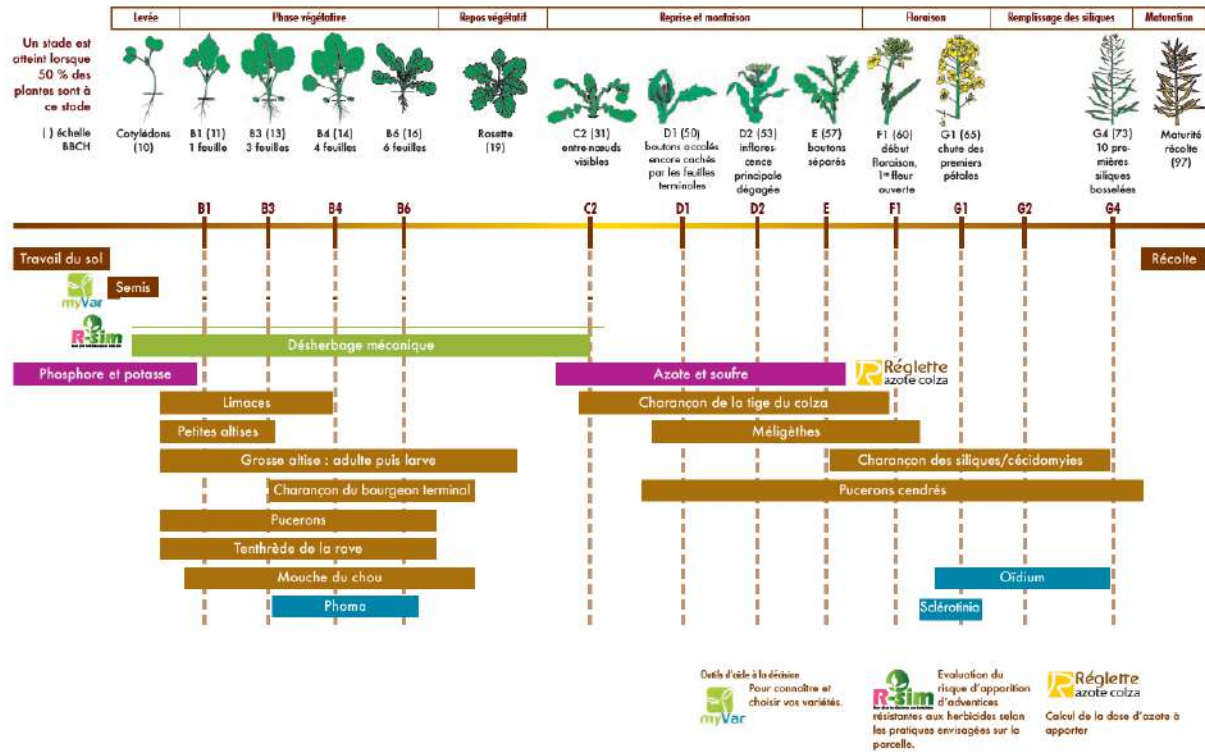 Levée
Phase végétative
Repos végétatif
Reprise et montaison
Floraison
Remplissage des siliques
Maturation
Un stade est
atteint lorsque
50 % des
plantes sont à
ce stade
( ) échelle
BBCH
Cotylédons
(10)
B1 (11)
1 feuille
B3 (13)
3 feuilles
B4 (14)
4 feuilles
B6 (16)
6 feuilles
Rosette
(19)
C2 (31)
entre-nœuds
visibles
D1 (50)
boutons accolés
encore cachés
par les feuilles
terminales
D2 (53)
inflores-
cence
principale
dégagée
E (57)
boutons
séparés
F1 (60)
début
floraison,
1re fleur
ouverte
G1 (65)
chute des
premiers
pétales
G4 (73)
10 pre-
mières
siliques
bosselées
Maturité
récolte
(97)
B1 B3 B4 B6 C2 D1 D2 E F1 G1 G2 G4
Travail du sol
Récolte
myVar
Semis
R-sim
Désherbage mécanique
Phosphore et potasse
Azote et soufre
Réglette
azote colza
Limaces
Charançon de la tige du colza
Petites altises
Méligèthes
Grosse altise : adulte puis larve
Charançon des siliques/cécidomyies
Charançon du bourgeon terminal
Pucerons cendrés
Pucerons
Tenthrède de la rave
Mouche du chou
Oïdium
Phoma
Sclérotinia
Outils d'aide à la décision
myVar
Pour connaître et
choisir vos variétés.
R-sim
Evaluation du
risque d'apparition
d'adventices
résistantes aux herbicides selon
les pratiques envisagées sur la
parcelle.
Réglette
azote colza
Calcul de la dose d'azote à
apporter